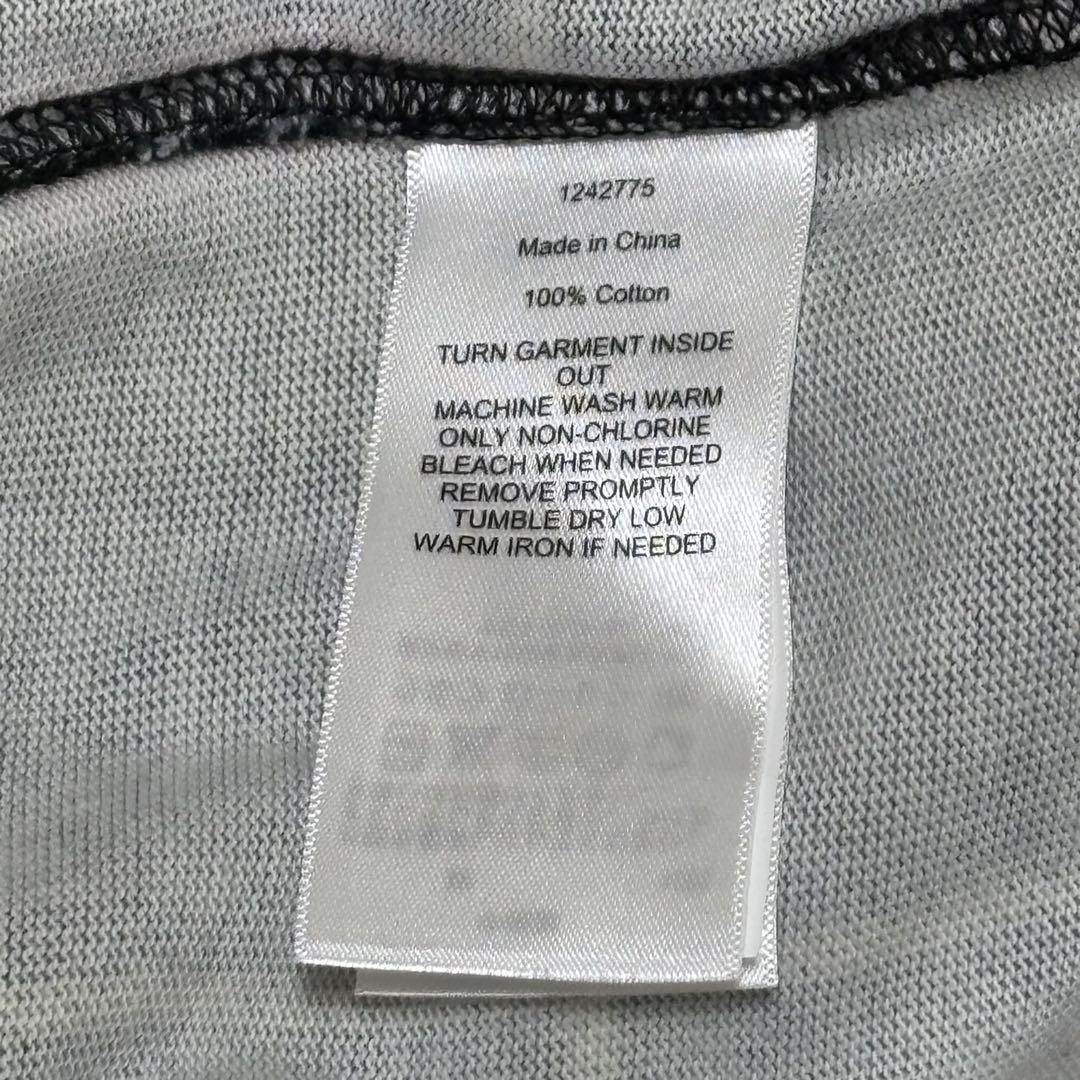 1242775
Made in China
100% Cotton
TURN GARMENT INSIDE
OUT
MACHINE WASH WARM
ONLY NON-CHLORINE
BLEACH WHEN NEEDED
REMOVE PROMPTLY
TUMBLE DRY LOW
WARM IRON IF NEEDED